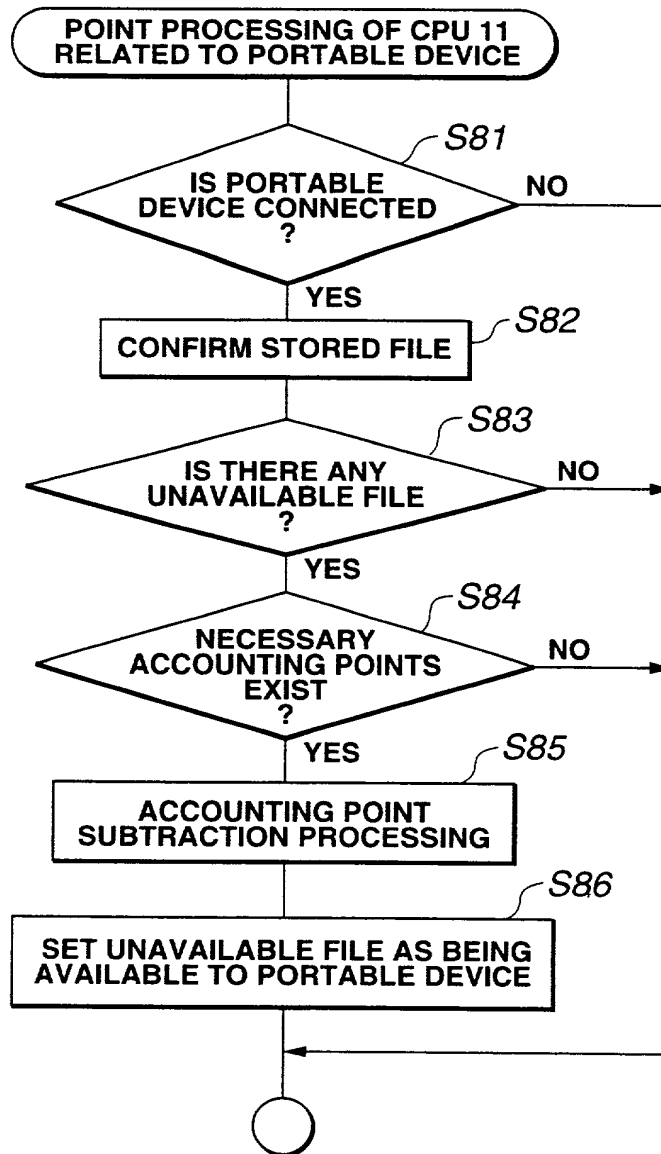 POINT PROCESSING OF CPU 11
RELATED TO PORTABLE DEVICE
S81
IS PORTABLE
DEVICE CONNECTED
?
NO
YES
S82
CONFIRM STORED FILE
S83
IS THERE ANY
UNAVAILABLE FILE
?
NO
YES
S84
NECESSARY
ACCOUNTING POINTS
EXIST
?
NO
YES
S85
ACCOUNTING POINT
SUBTRACTION PROCESSING
S86
SET UNAVAILABLE FILE AS BEING
AVAILABLE TO PORTABLE DEVICE